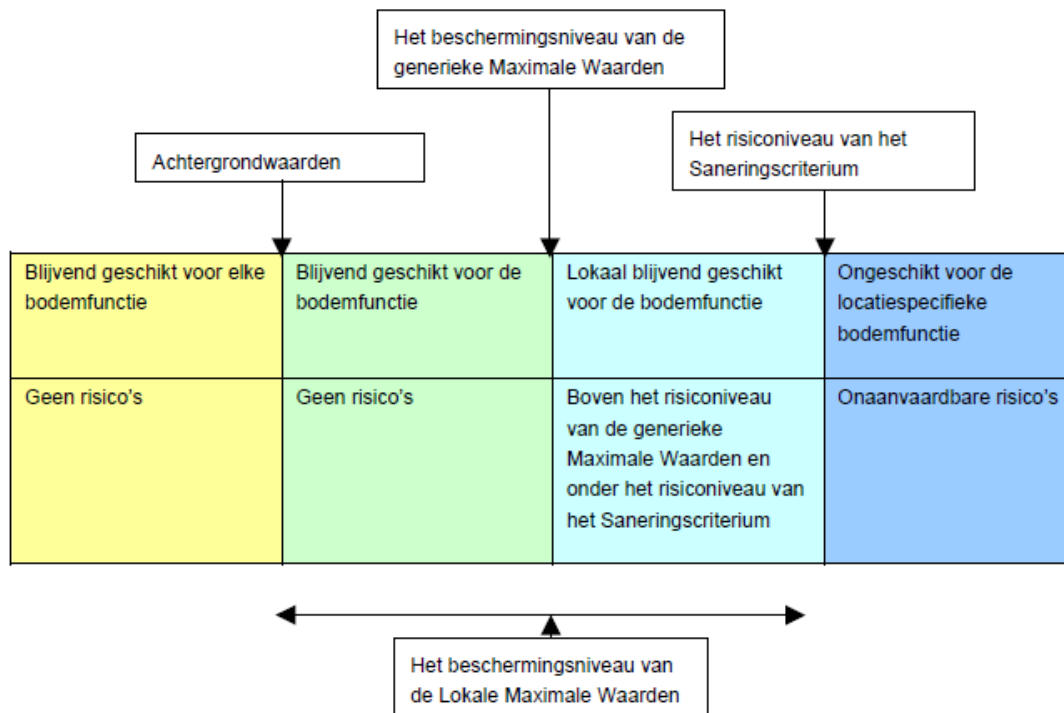 Het beschermingsniveau van de
generieke Maximale Waarden
Achtergrondwaarden
Het risiconiveau van het
Saneringscriterium
Blijvend geschikt voor elke
bodemfunctie
Blijvend geschikt voor de
bodemfunctie
Lokaal blijvend geschikt
voor de bodemfunctie
Ongeschikt voor de
locatiespecifieke
bodemfunctie
Geen risico's
Geen risico's
Boven het risiconiveau
van de generieke
Maximale Waarden en
onder het risiconiveau van
het Saneringscriterium
Onaanvaardbare risico's
Het beschermingsniveau van
de Lokale Maximale Waarden